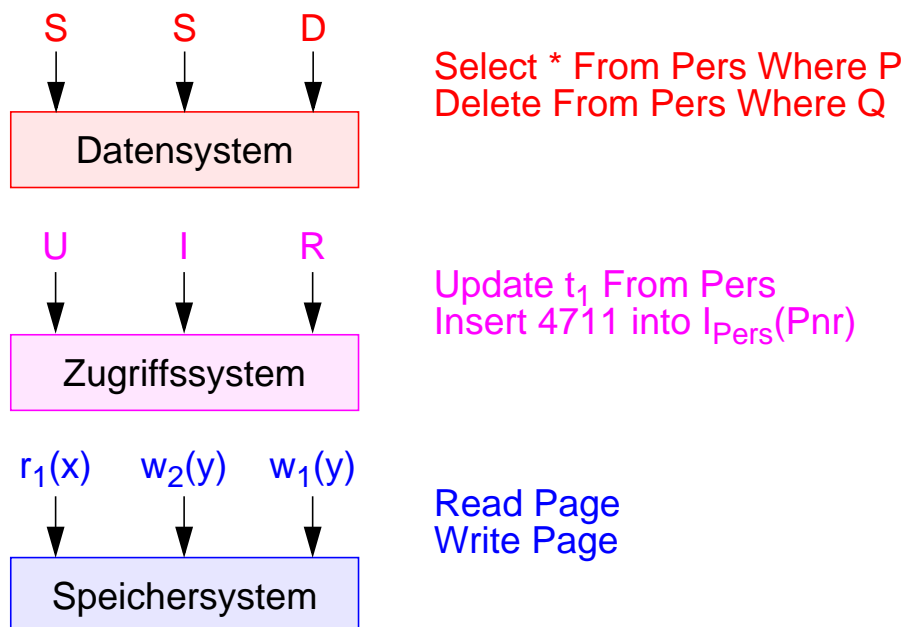 S S D
Select * From Pers Where P
Delete From Pers Where Q
Datensystem
U I R
Update t₁ From Pers
Insert 4711 into I_Pers(Pnr)
Zugriffssystem
r₁(x) w₂(y) w₁(y)
Read Page
Write Page
Speichersystem